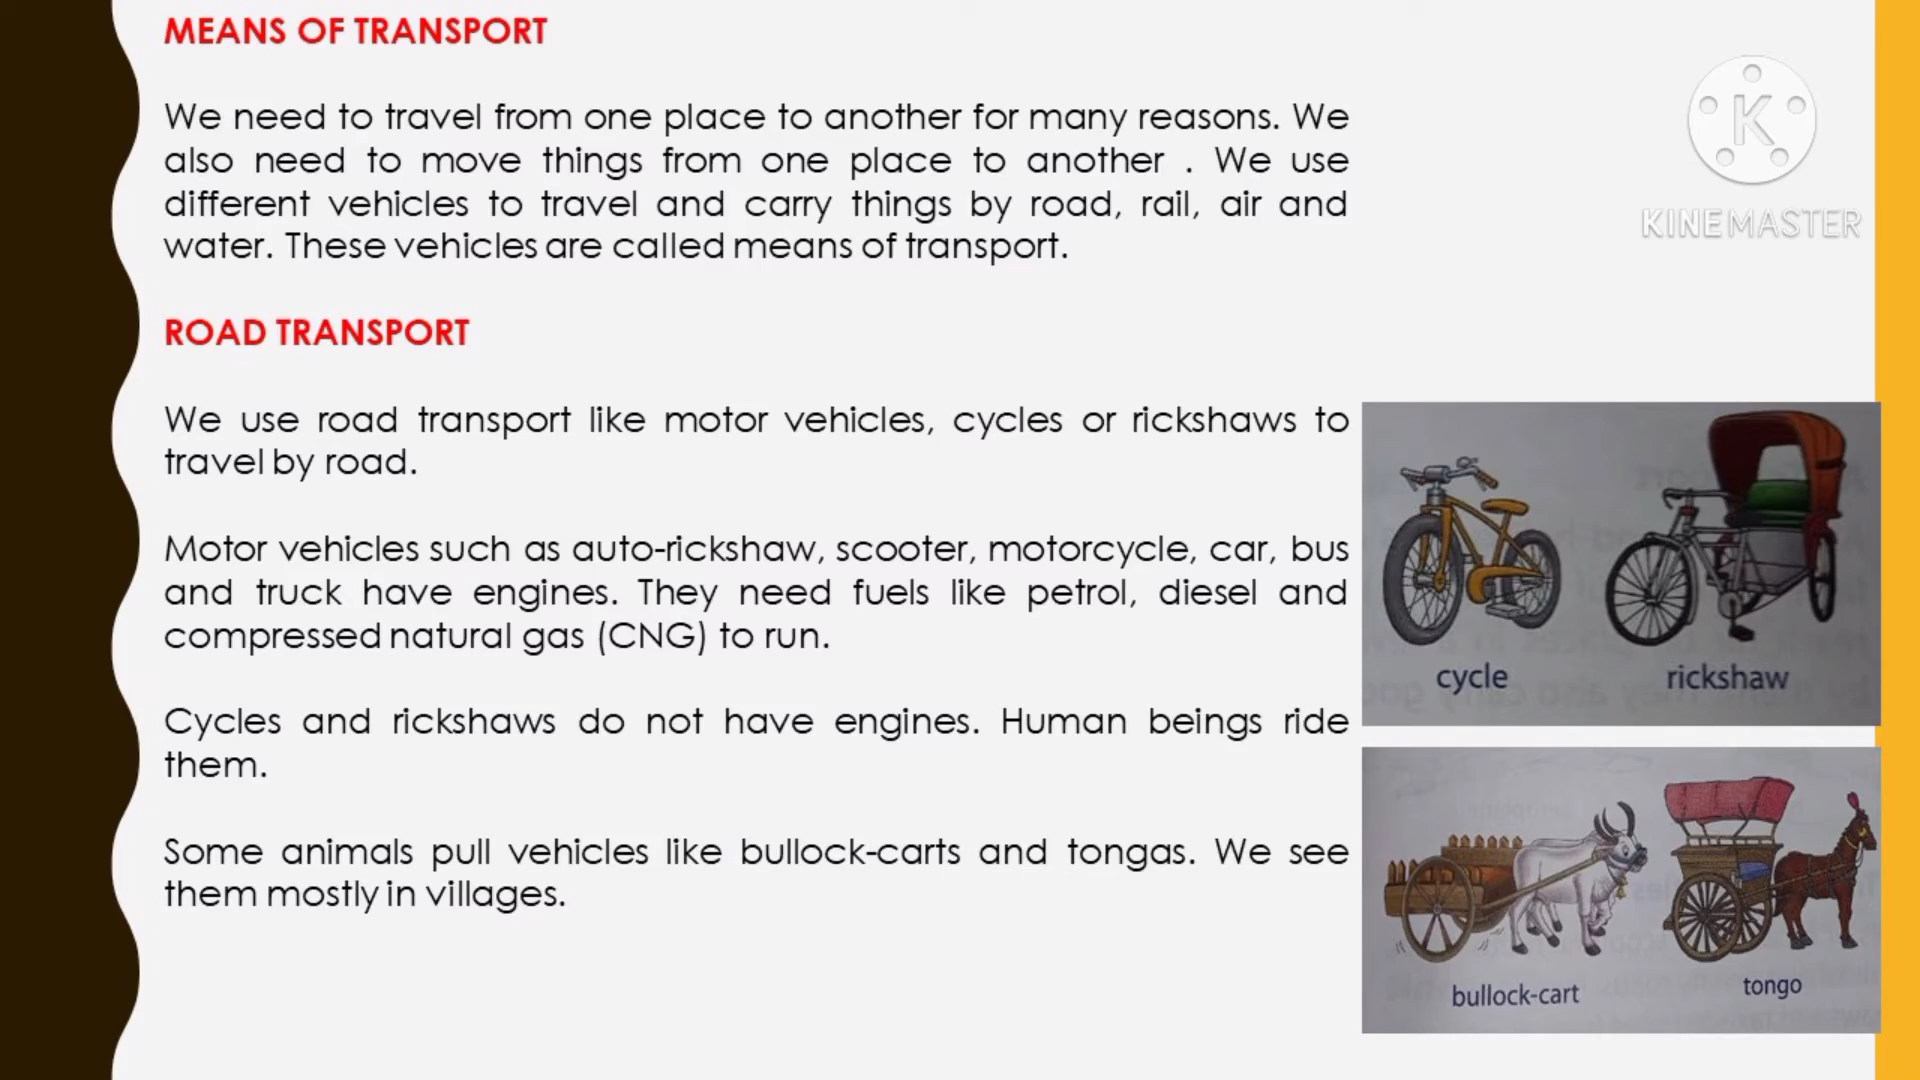 MEANS OF TRANSPORT
We need to travel from one place to another for many reasons. We
also need to move things from one place to another . We use
different vehicles to travel and carry things by road, rail, air and
water. These vehicles are called means of transport.
ROAD TRANSPORT
We use road transport like motor vehicles, cycles or rickshaws to
travel by road.
Motor vehicles such as auto-rickshaw, scooter, motorcycle, car, bus
and truck have engines. They need fuels like petrol, diesel and
compressed natural gas (CNG) to run.
Cycles and rickshaws do not have engines. Human beings ride
them.
Some animals pull vehicles like bullock-carts and tongas. We see
them mostly in villages.
K
KINEMASTER
cycle
rickshaw
bullock-cart
tongo